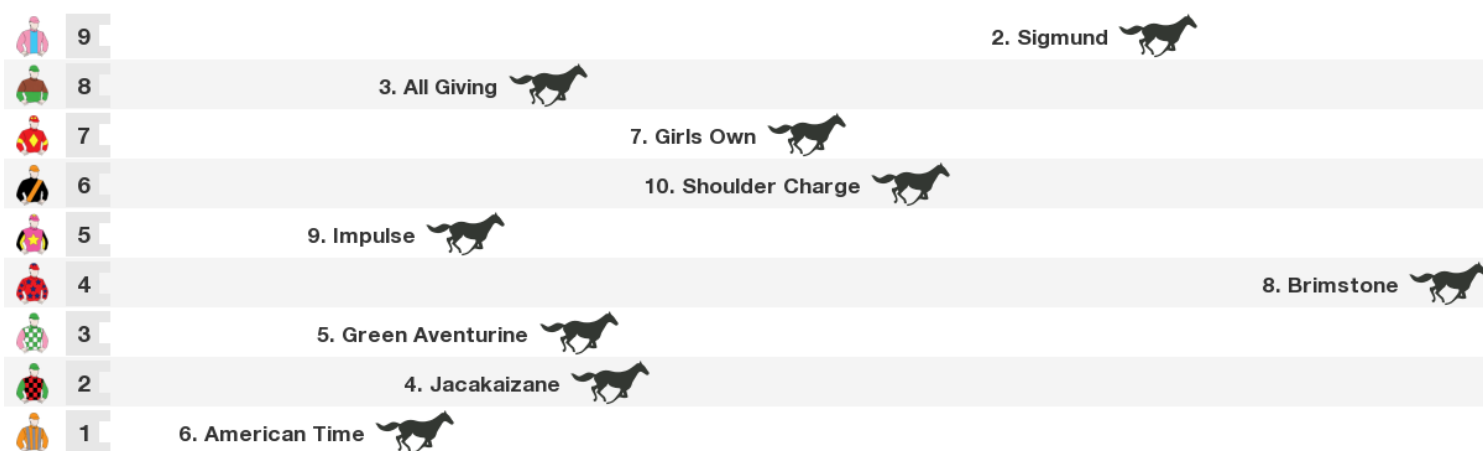 9 2. Sigmund
8 3. All Giving
7 7. Girls Own
6 10. Shoulder Charge
5 9. Impulse
4 8. Brimstone
3 5. Green Aventurine
2 4. Jacakaizane
1 6. American Time